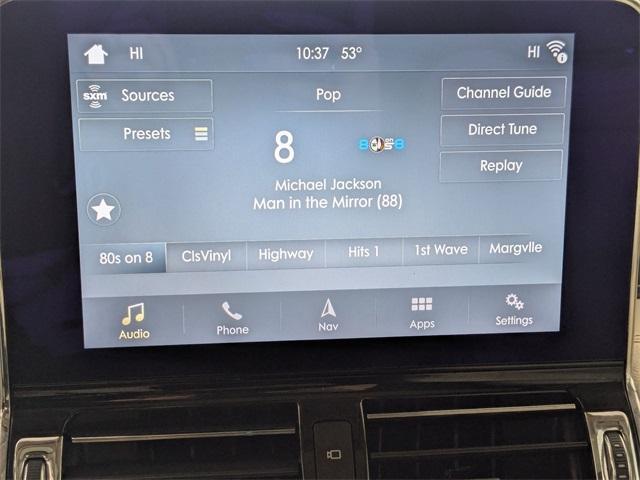 HI 10:37 53° HI
sxm Sources
Pop
Channel Guide
Presets
8
Direct Tune
Replay
Michael Jackson
Man in the Mirror (88)
80s on 8 ClsVinyl Highway Hits 1 1st Wave Margvlle
Audio Phone Nav Apps Settings